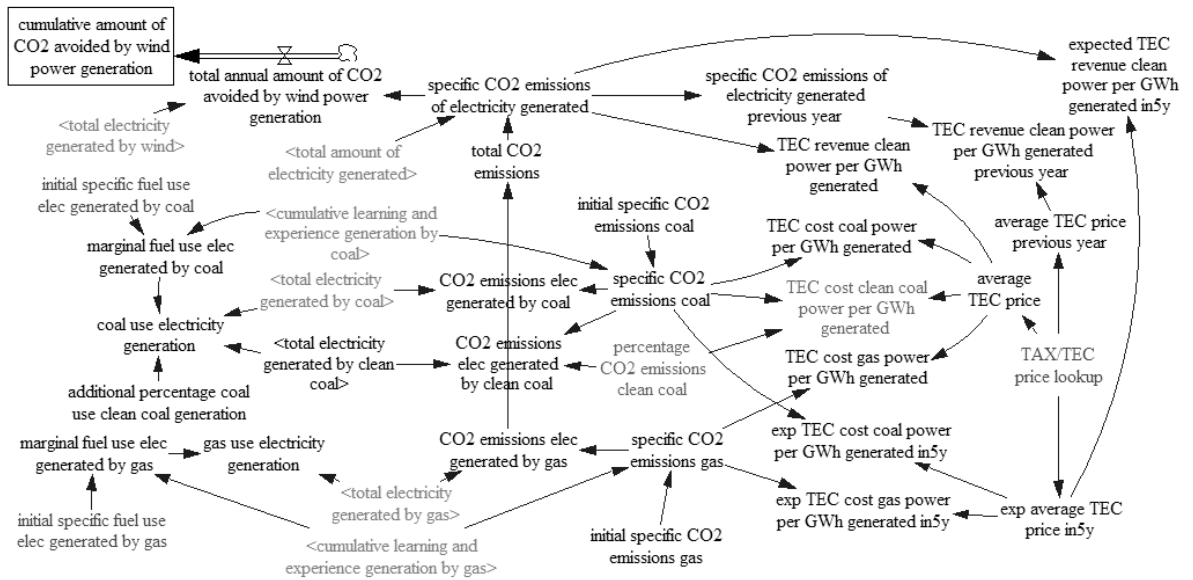 cumulative amount of
CO2 avoided by wind
power generation
total annual amount of CO2
avoided by wind power
generation
specific CO2 emissions
of electricity generated
specific CO2 emissions of
electricity generated
previous year
expected TEC
revenue clean
power per GWh
generated in5y
<total electricity
generated by wind>
<total amount of
electricity generated>
total CO2
emissions
TEC revenue clean
power per GWh
generated
TEC revenue clean power
per GWh generated
previous year
initial specific fuel use
elec generated by coal
<cumulative learning and
experience generation by
coal>
initial specific CO2
emissions coal
TEC cost coal power
per GWh generated
average TEC price
previous year
marginal fuel use elec
generated by coal
<total electricity
generated by coal>
CO2 emissions elec
generated by coal
specific CO2
emissions coal
TEC cost clean coal
power per GWh
generated
average
TEC price
coal use electricity
generation
<total electricity
generated by clean
coal>
CO2 emissions
elec generated
by clean coal
percentage
CO2 emissions
clean coal
TEC cost gas power
per GWh generated
TAX/TEC
price lookup
additional percentage coal
use clean coal generation
marginal fuel use elec
generated by gas
gas use electricity
generation
CO2 emissions elec
generated by gas
specific CO2
emissions gas
exp TEC cost coal power
per GWh generated in5y
<total electricity
generated by gas>
exp TEC cost gas power
per GWh generated in5y
exp average TEC
price in5y
initial specific fuel use
elec generated by gas
<cumulative learning and
experience generation by gas>
initial specific CO2
emissions gas